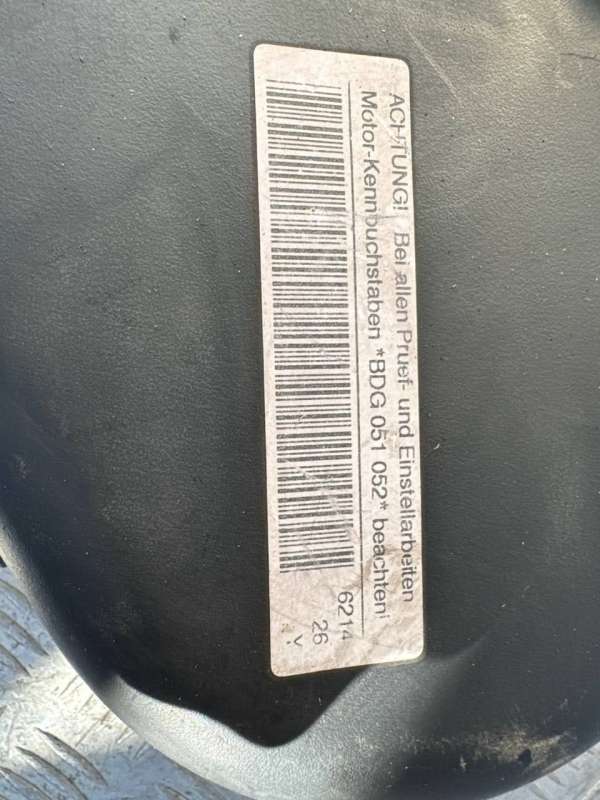 ACHTUNG! Bei allen Pruef- und Einstellarbeiten
Motor-Kennbuchstaben *BDG 051 052* beachten!
6214
26
Y